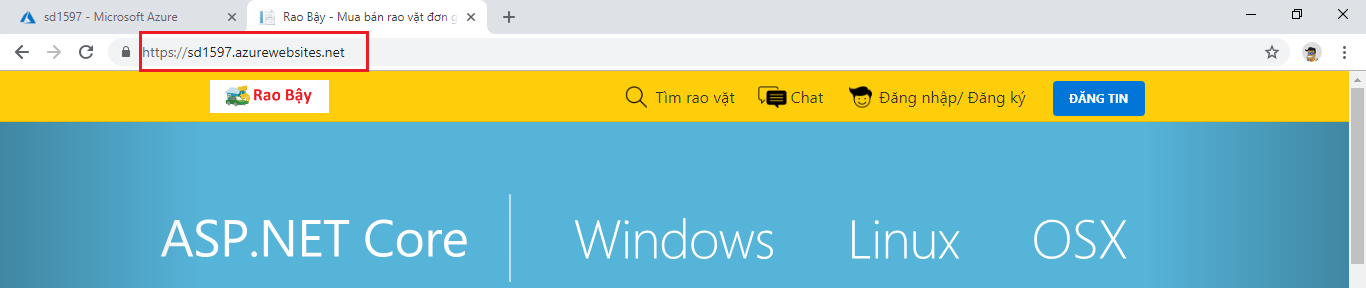 sd1597 - Microsoft Azure
Rao Bậy - Mua bán rao vặt đơn g
https://sd1597.azurewebsites.net
Rao Bậy Tìm rao vặt Chat Đăng nhập/ Đăng ký ĐĂNG TIN
ASP.NET Core Windows Linux OSX